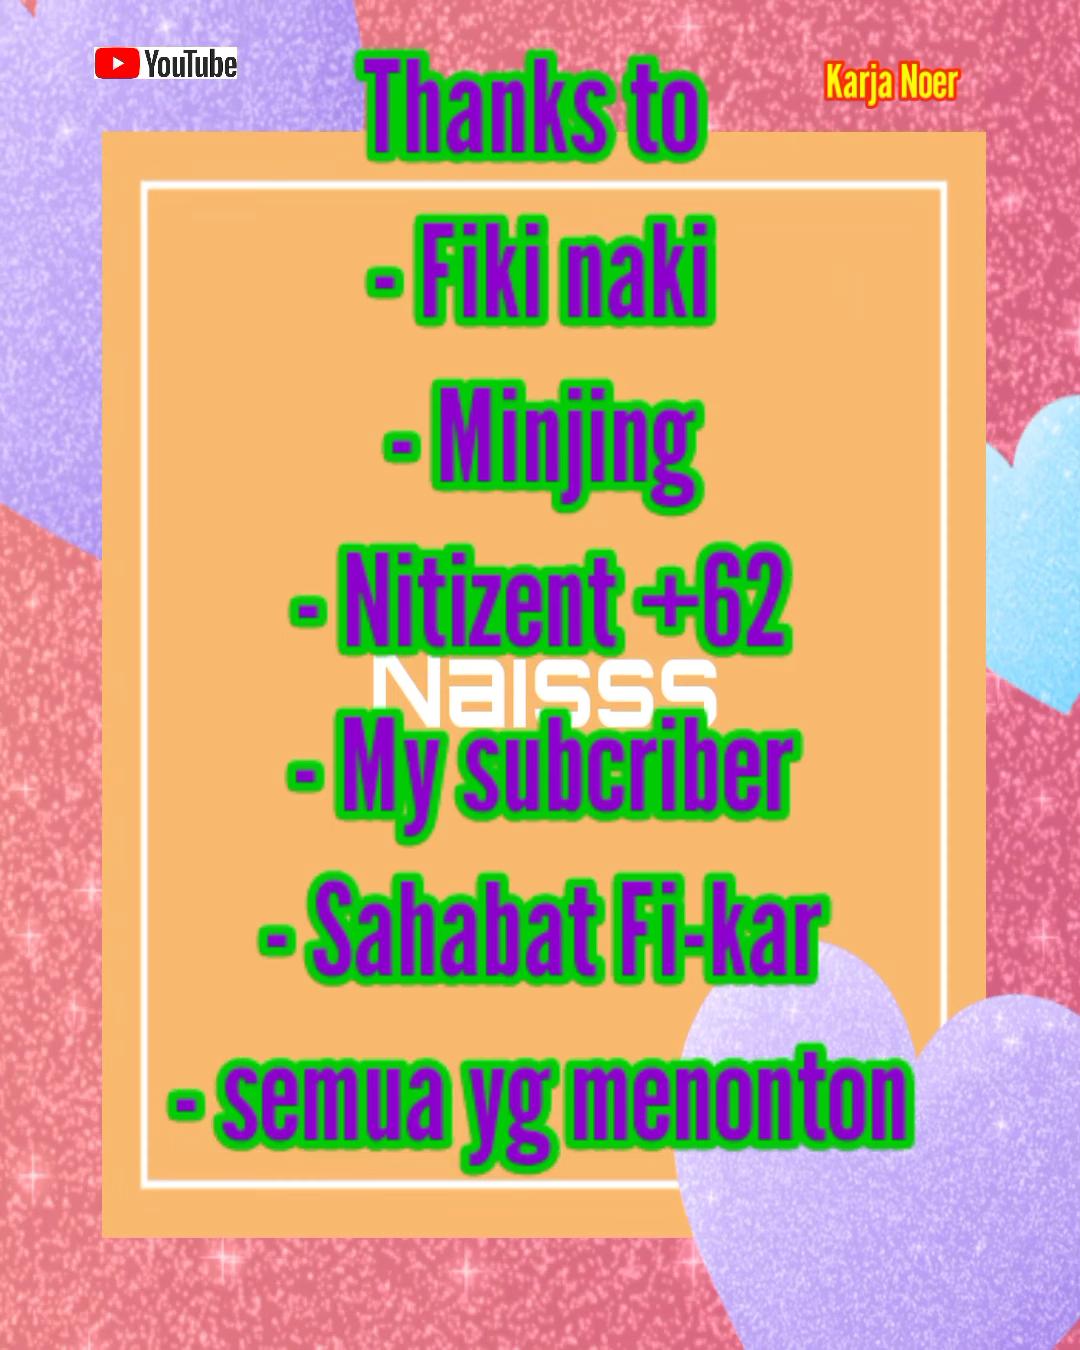 YouTube
Karja Noer
Thanks to
- Fiki naki
- Minjing
- Nitizent +62
Naisss
- My subcriber
- Sahabat Fi-kar
- semua yg menonton